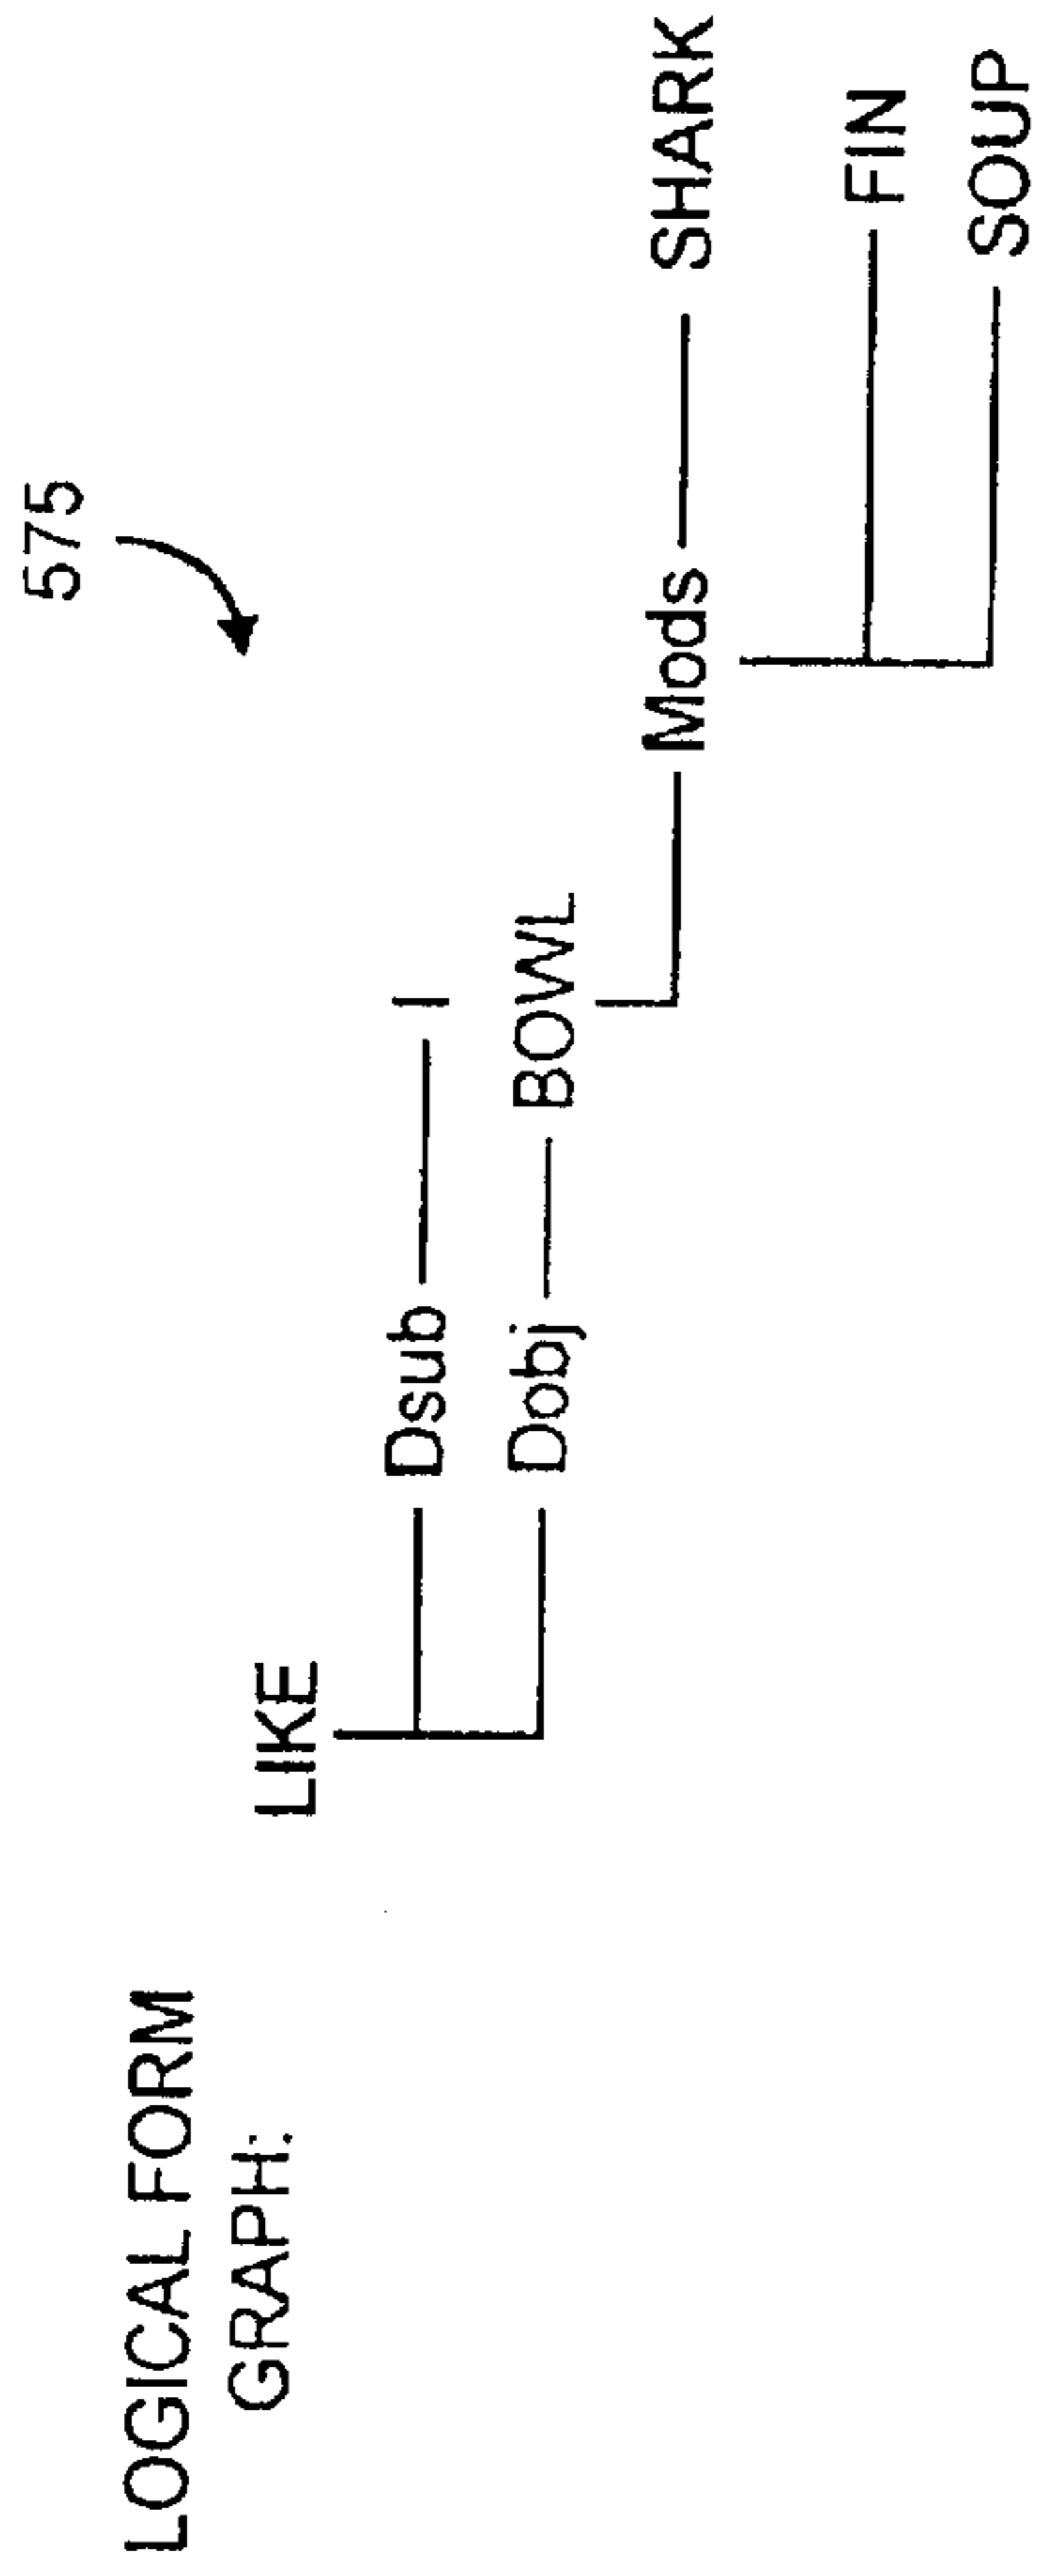 575
LOGICAL FORM
GRAPH:
LIKE
Dsub I
Dobj BOWL
Mods SHARK
FIN
SOUP